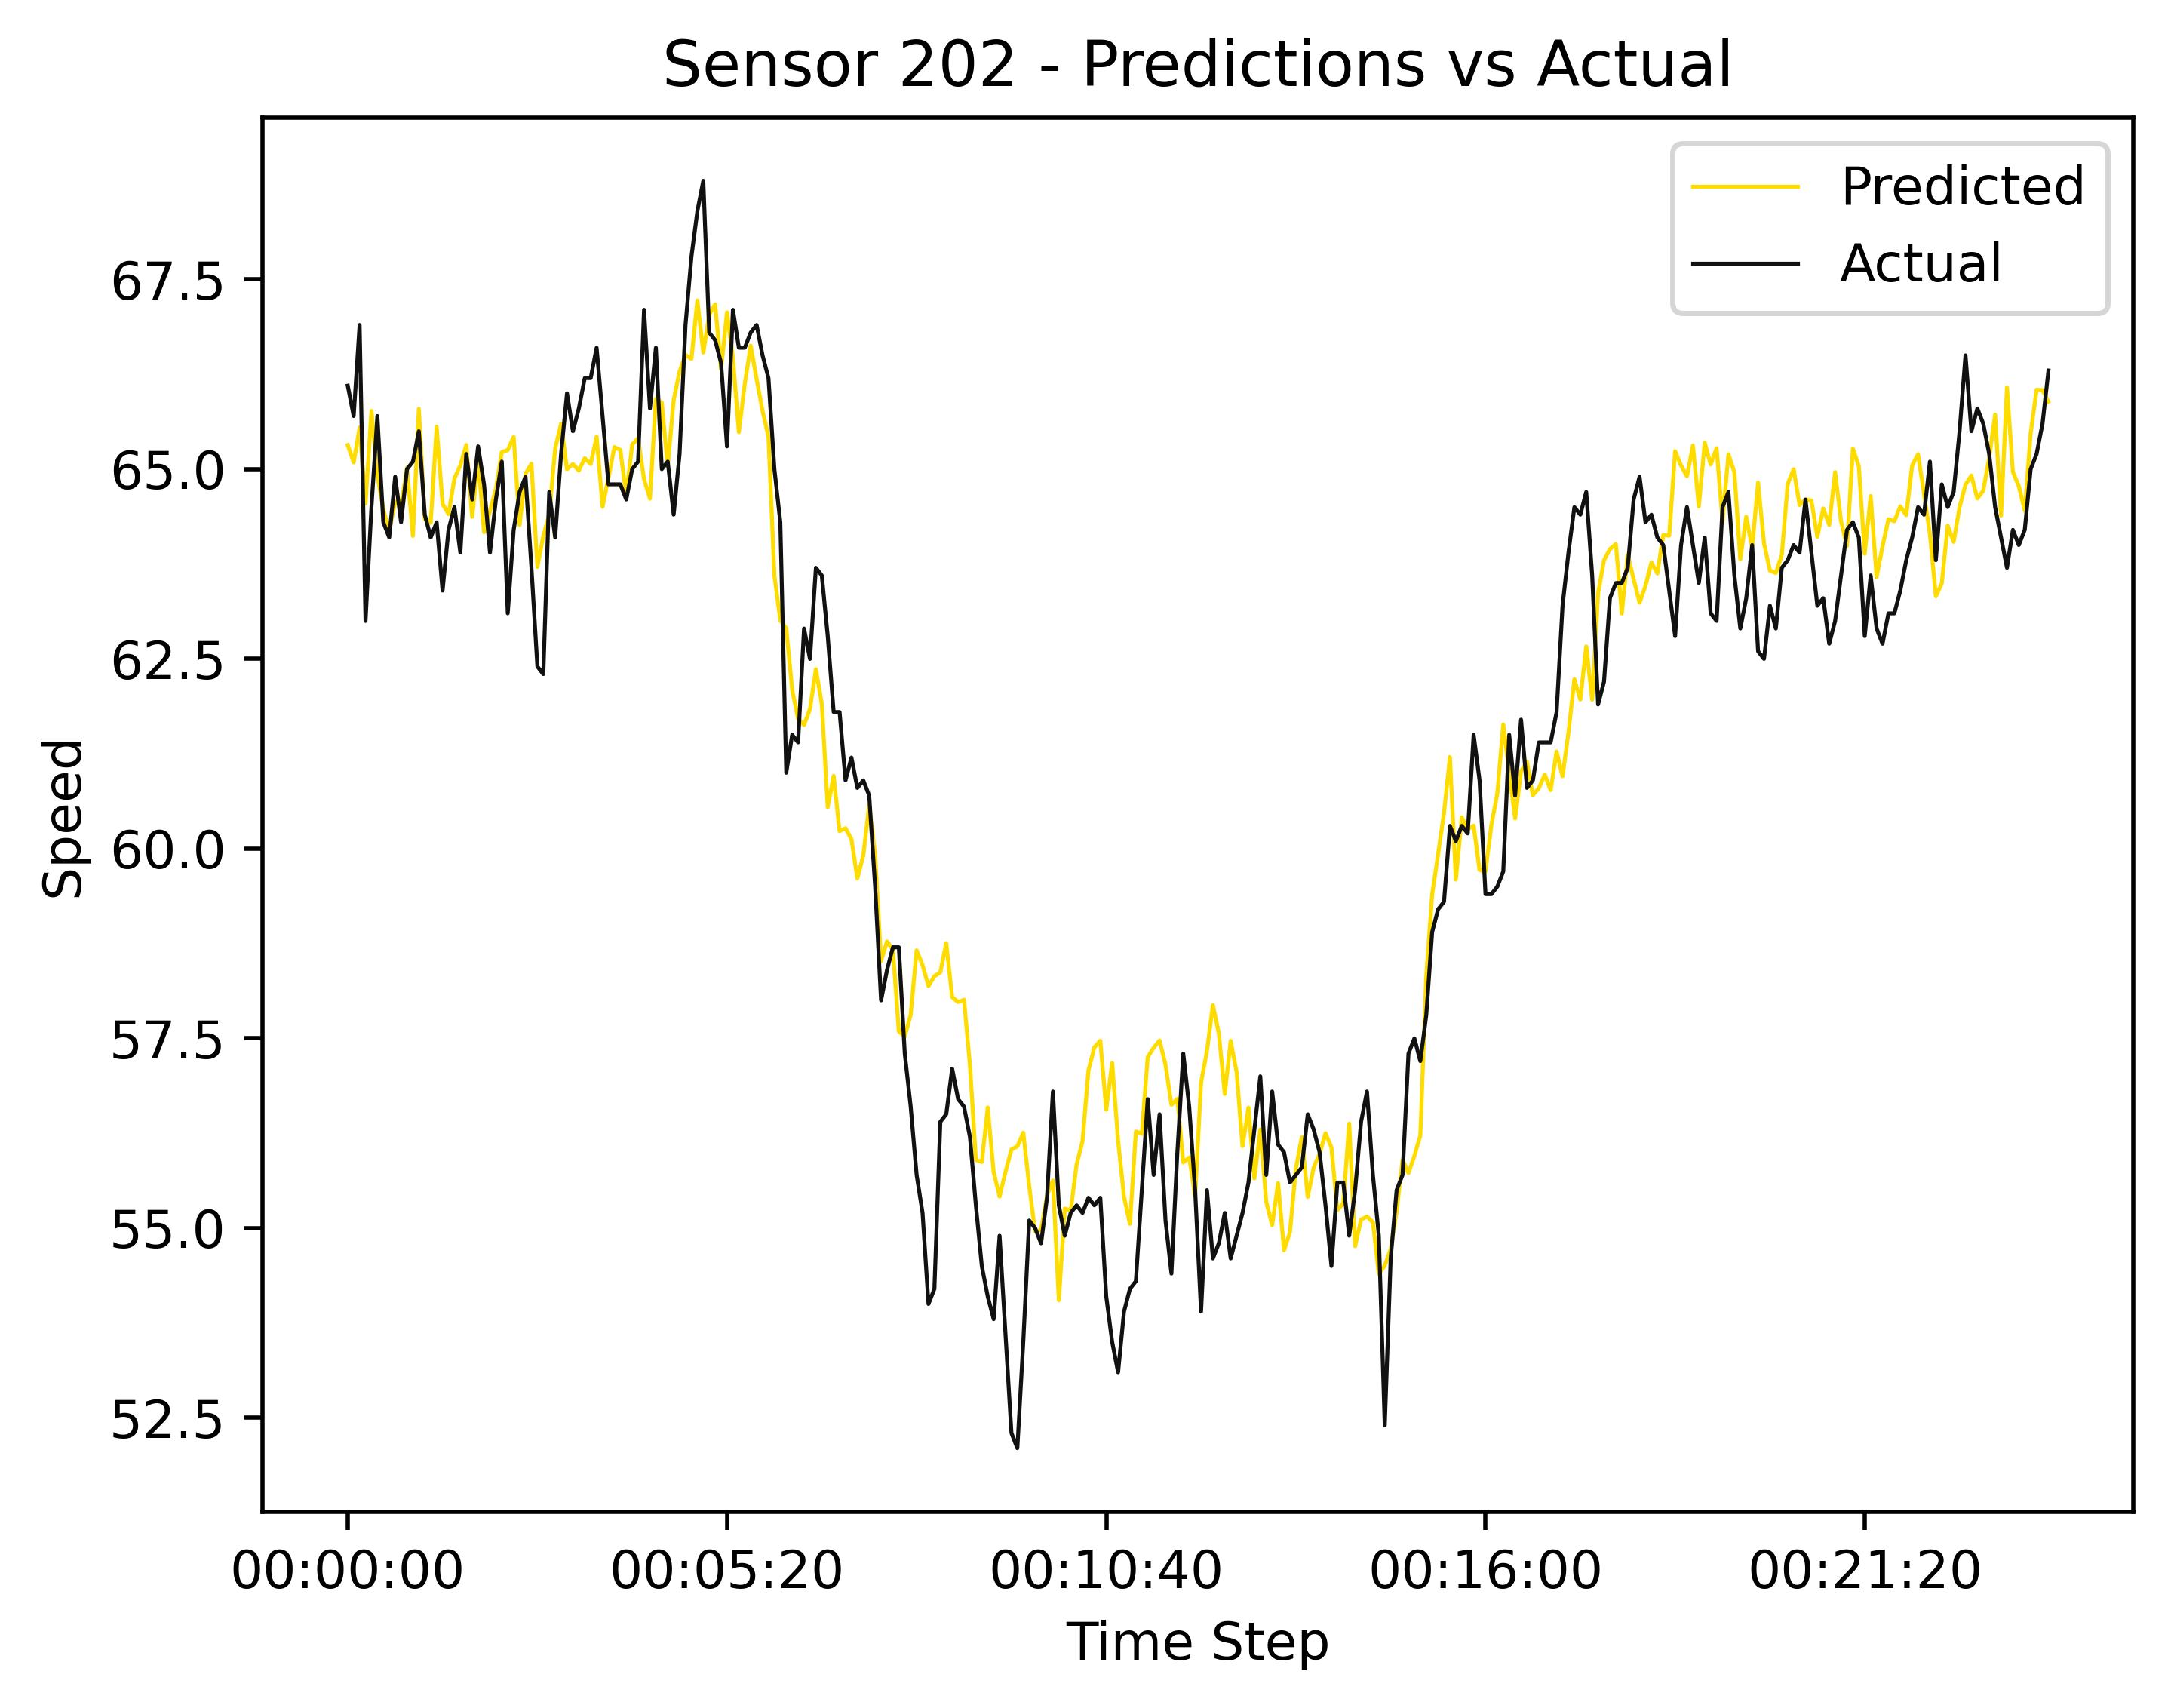 Sensor 202 - Predictions vs Actual
Predicted
Actual
67.5
65.0
62.5
60.0
57.5
55.0
52.5
Speed
00:00:00 00:05:20 00:10:40 00:16:00 00:21:20
Time Step